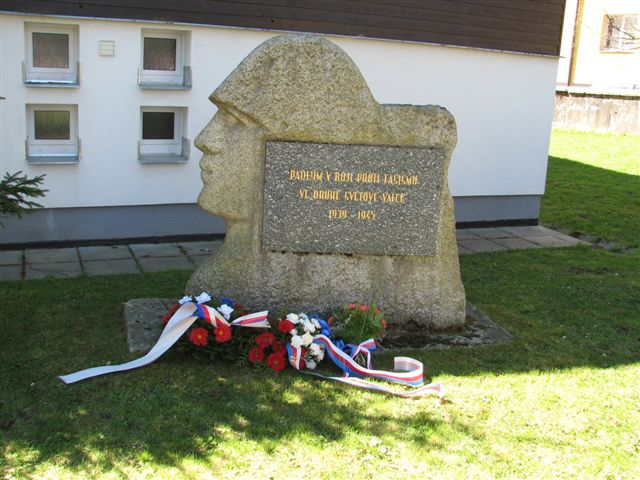 PADLÝM V BOJI PROTI FAŠISMU
VE DRUHÉ SVĚTOVÉ VÁLCE
1939 - 1945